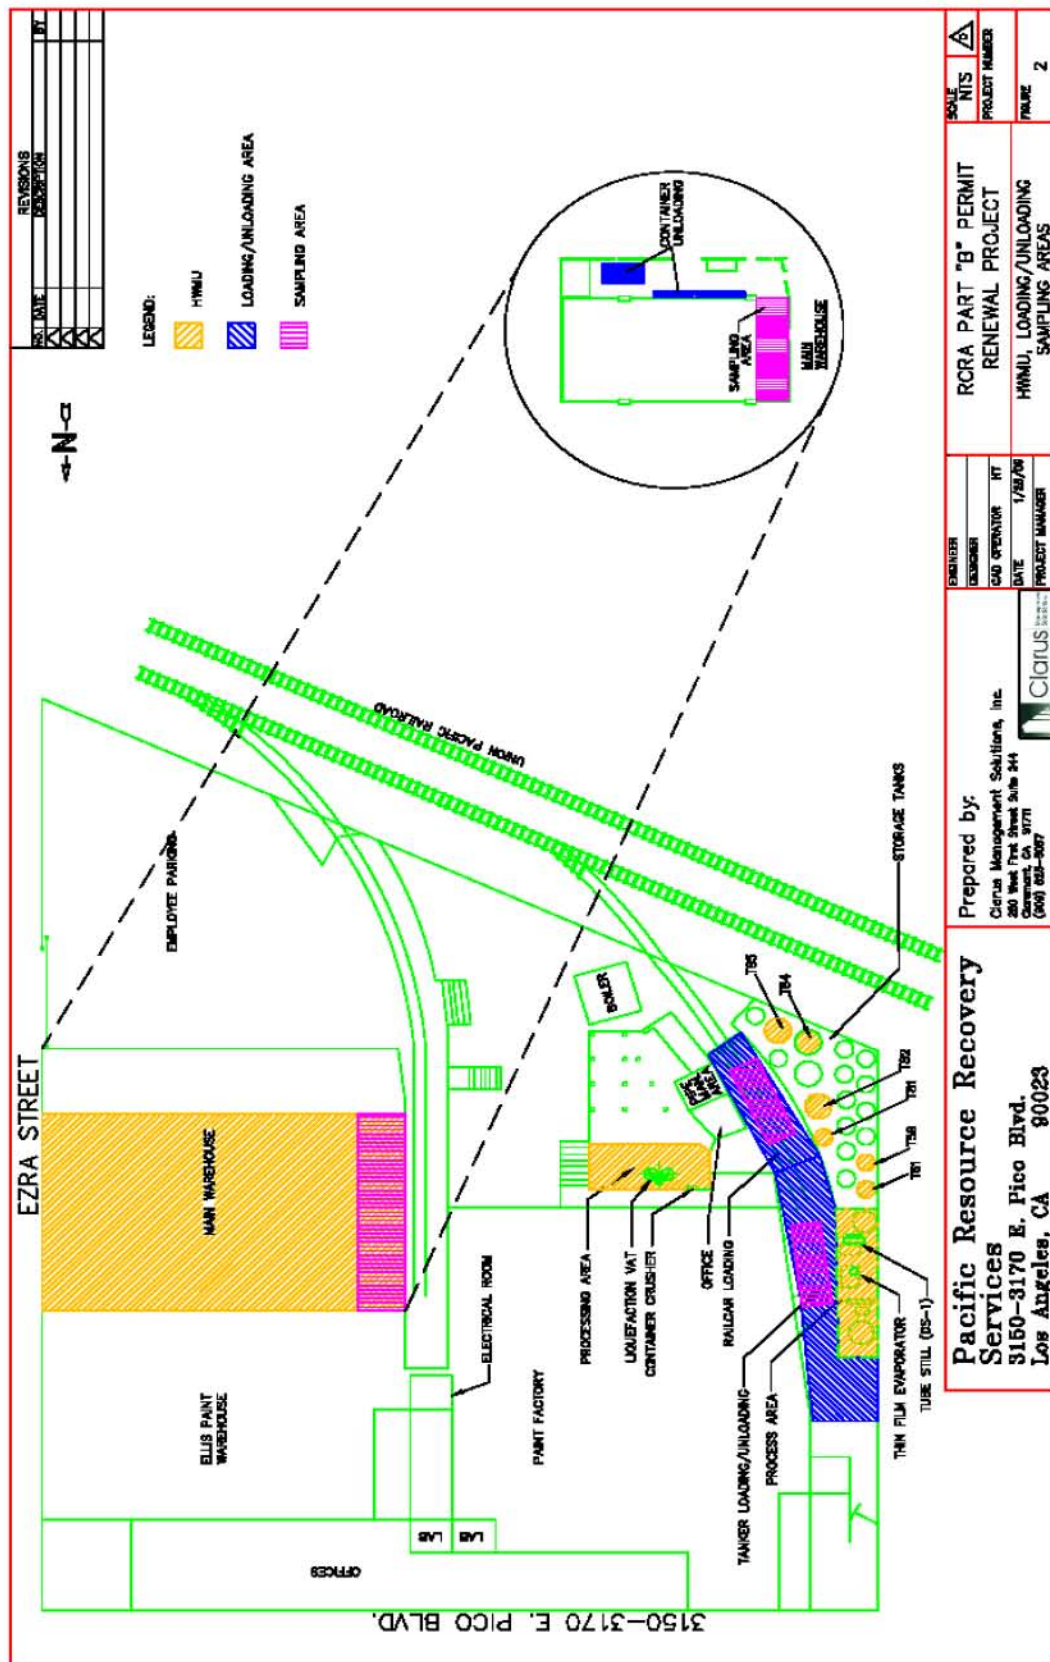 REVISIONS
NO. DATE DESCRIPTION BY
N
LEGEND:
HWMU
LOADING/UNLOADING AREA
SAMPLING AREA
EZRA STREET
EMPLOYEE PARKING
UNION PACIFIC RAILROAD
MAIN WAREHOUSE
ELLIS PAINT
WAREHOUSE
OFFICES
LAB
LAB
3150-3170 E. PICO BLVD.
ELECTRICAL ROOM
PAINT FACTORY
PROCESSING AREA
LIQUEFACTION VAT
CONTAINER CRUSHER
OFFICE
RAILCAR LOADING
TANKER LOADING/UNLOADING
PROCESS AREA
THIN FILM EVAPORATOR
TUBE STILL (DS-1)
BOILER
AREA
STORAGE TANKS
CONTAINER
UNLOADING
SAMPLING
AREA
MAIN
WAREHOUSE
Pacific Resource Recovery
Services
3150-3170 E. Pico Blvd.
Los Angeles, CA 90023
Prepared by:
Clarus Management Solutions, Inc.
Claremont, CA 91711
Clarus
ENGINEER
DESIGNER
CAD OPERATOR HT
DATE
PROJECT MANAGER
RCRA PART "B" PERMIT
RENEWAL PROJECT
HWMU, LOADING/UNLOADING
SAMPLING AREAS
SCALE
NTS
PROJECT NUMBER
FIGURE 2